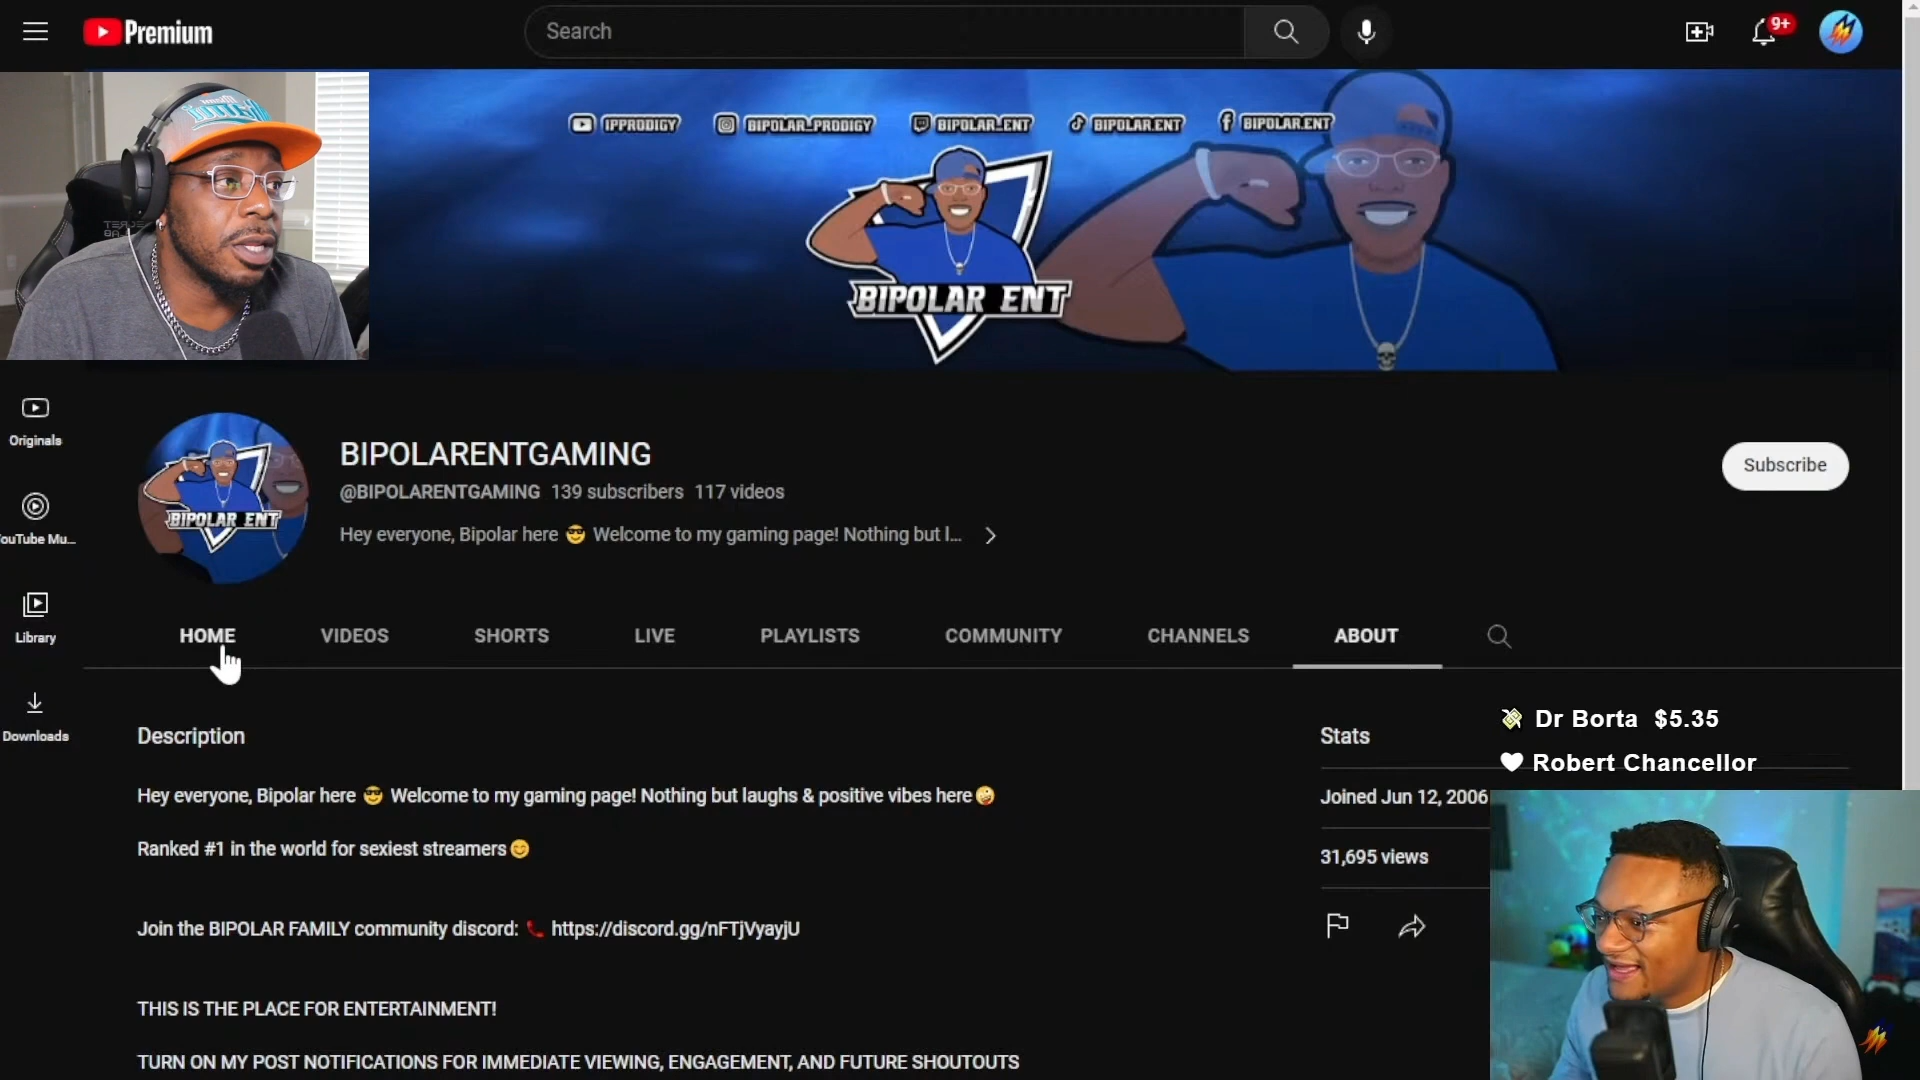 Premium
Search
9+
IPPRODIGY
BIPOLAR_PRODIGY
BIPOLAR_ENT
BIPOLAR.ENT
BIPOLAR.ENT
BIPOLAR ENT
Originals
BIPOLARENTGAMING
Subscribe
@BIPOLARENTGAMING 139 subscribers 117 videos
BIPOLAR ENT
Hey everyone, Bipolar here 😎 Welcome to my gaming page! Nothing but l...
YouTube Mu...
Library
HOME
VIDEOS
SHORTS
LIVE
PLAYLISTS
COMMUNITY
CHANNELS
ABOUT
Downloads
Description
Stats
Dr Borta $5.35
Robert Chancellor
Hey everyone, Bipolar here 😎 Welcome to my gaming page! Nothing but laughs & positive vibes here🤪
Joined Jun 12, 2006
Ranked #1 in the world for sexiest streamers😊
31,695 views
Join the BIPOLAR FAMILY community discord: 📞 https://discord.gg/nFTjVyayjU
THIS IS THE PLACE FOR ENTERTAINMENT!
TURN ON MY POST NOTIFICATIONS FOR IMMEDIATE VIEWING, ENGAGEMENT, AND FUTURE SHOUTOUTS